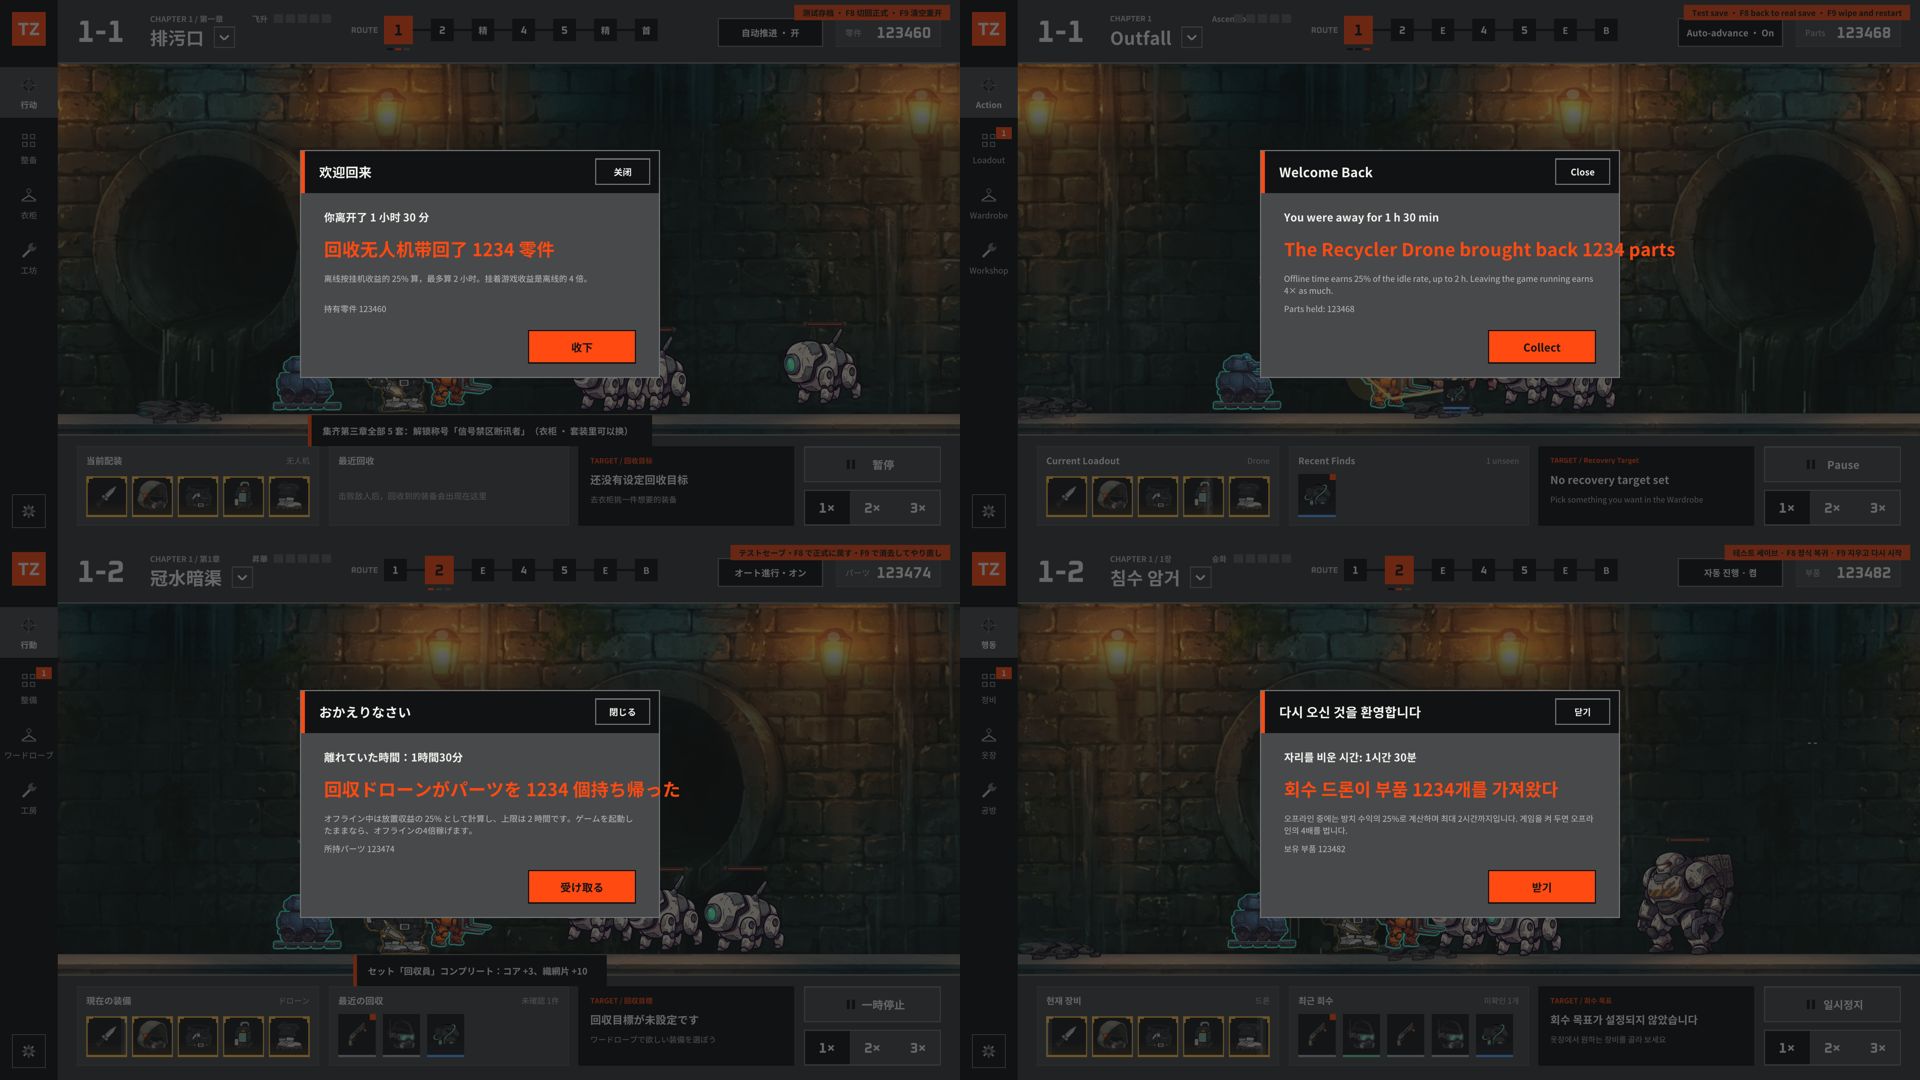 TZ
1-1
CHAPTER 1 / 第一章
排污口
飞升
ROUTE
1
2
精
4
5
精
首
测试存档 • F8 切回正式 • F9 清空重开
自动推进 • 开
零件 123460
行动
整备
衣柜
工坊
欢迎回来
关闭
你离开了 1 小时 30 分
回收无人机带回了 1234 零件
离线按挂机收益的 25% 算，最多算 2 小时。挂着游戏收益是离线的 4 倍。
持有零件 123460
收下
集齐第三章全部 5 套：解锁称号「信号禁区断讯者」（衣柜 · 套装里可以换）
当前配装
无人机
最近回收
击败敌人后，回收到的装备会出现在这里
TARGET / 回收目标
还没有设定回收目标
去衣柜挑一件想要的装备
暂停
1×
2×
3×
TZ
1-1
CHAPTER 1
Outfall
ROUTE
1
2
E
4
5
E
B
Test save • F8 back to real save • F9 wipe and restart
Auto-advance • On
Parts 123468
Action
1
Loadout
Wardrobe
Workshop
Welcome Back
Close
You were away for 1 h 30 min
The Recycler Drone brought back 1234 parts
Offline time earns 25% of the idle rate, up to 2 h. Leaving the game running earns
4× as much.
Parts held: 123468
Collect
Current Loadout
Drone
Recent Finds
1 unseen
TARGET / Recovery Target
No recovery target set
Pick something you want in the Wardrobe
Pause
1×
2×
3×
TZ
1-2
CHAPTER 1 / 第1章
冠水暗渠
昇華
ROUTE
1
2
E
4
5
E
B
テストセーブ・F8 で正式に戻す・F9 で消去してやり直し
オート進行・オン
パーツ 123474
行動
1
整備
ワードローブ
工房
おかえりなさい
閉じる
離れていた時間：1時間30分
回収ドローンがパーツを 1234 個持ち帰った
オフライン中は放置収益の 25% として計算し、上限は 2 時間です。ゲームを起動し
たままなら、オフラインの4倍稼げます。
所持パーツ 123474
受け取る
セット「回収員」コンプリート：コア +3、織網片 +10
現在の装備
ドローン
最近の回収
未確認 1件
TARGET / 回収目標
回収目標が未設定です
ワードローブで欲しい装備を選ぼう
一時停止
1×
2×
3×
TZ
1-2
CHAPTER 1 / 1장
침수 암거
승화
ROUTE
1
2
E
4
5
E
B
테스트 세이브 · F8 정식 복귀 · F9 지우고 다시 시작
자동 진행 · 켬
부품 123482
행동
1
정비
옷장
공방
다시 오신 것을 환영합니다
닫기
자리를 비운 시간: 1시간 30분
회수 드론이 부품 1234개를 가져왔다
오프라인 중에는 방치 수익의 25%로 계산하며 최대 2시간까지입니다. 게임을 켜 두면 오프라
인의 4배를 법니다.
보유 부품 123482
받기
현재 장비
드론
최근 회수
미확인 1개
TARGET / 회수 목표
회수 목표가 설정되지 않았습니다
옷장에서 원하는 장비를 골라 보세요
일시정지
1×
2×
3×